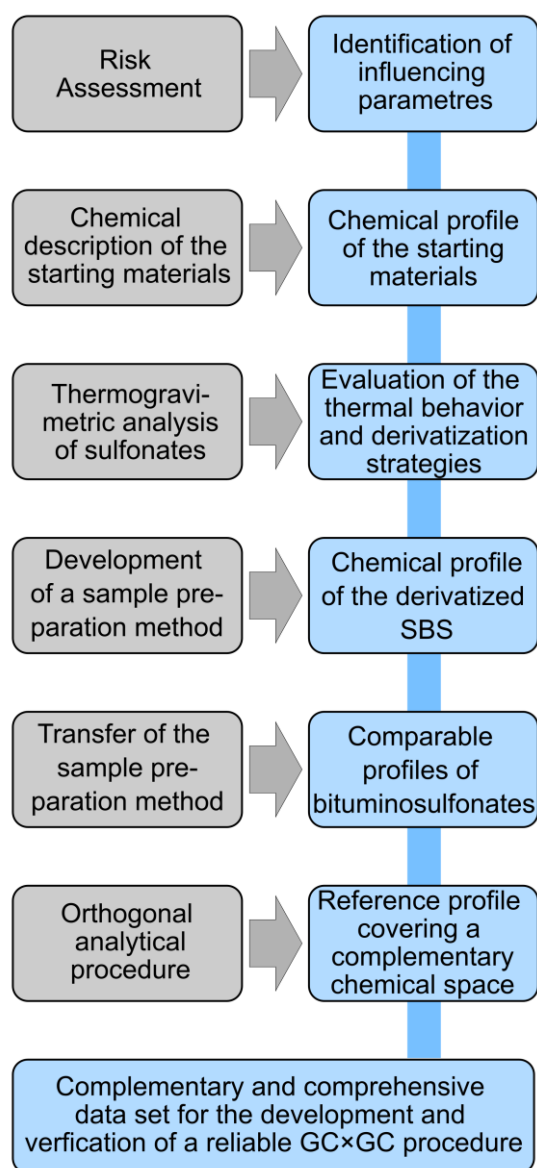 Risk
Assessment
Identification of
influencing
parametres
Chemical
description of the
starting materials
Chemical profile
of the starting
materials
Thermogravi-
metric analysis
of sulfonates
Evaluation of the
thermal behavior
and derivatization
strategies
Development
of a sample pre-
paration method
Chemical profile
of the derivatized
SBS
Transfer of the
sample pre-
paration method
Comparable
profiles of
bituminosulfonates
Orthogonal
analytical
procedure
Reference profile
covering a
complementary
chemical space
Complementary and comprehensive
data set for the development and
verfication of a reliable GC×GC procedure